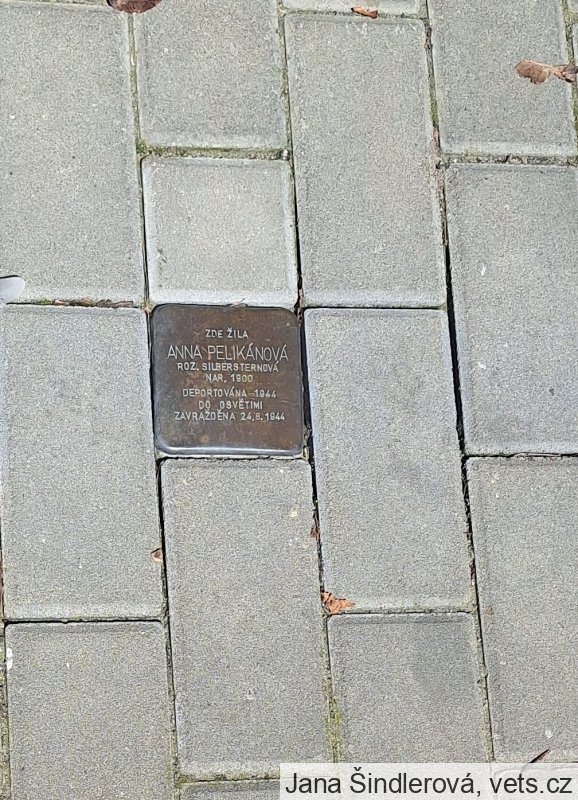 ZDE ŽILA
ANNA PELIKÁNOVÁ
ROZ. SILBERSTERNOVÁ
NAR. 1900
DEPORTOVÁNA 1944
DO OSVĚTIMI
ZAVRAŽDĚNA 24.8.1944
Jana Šindlerová, vets.cz